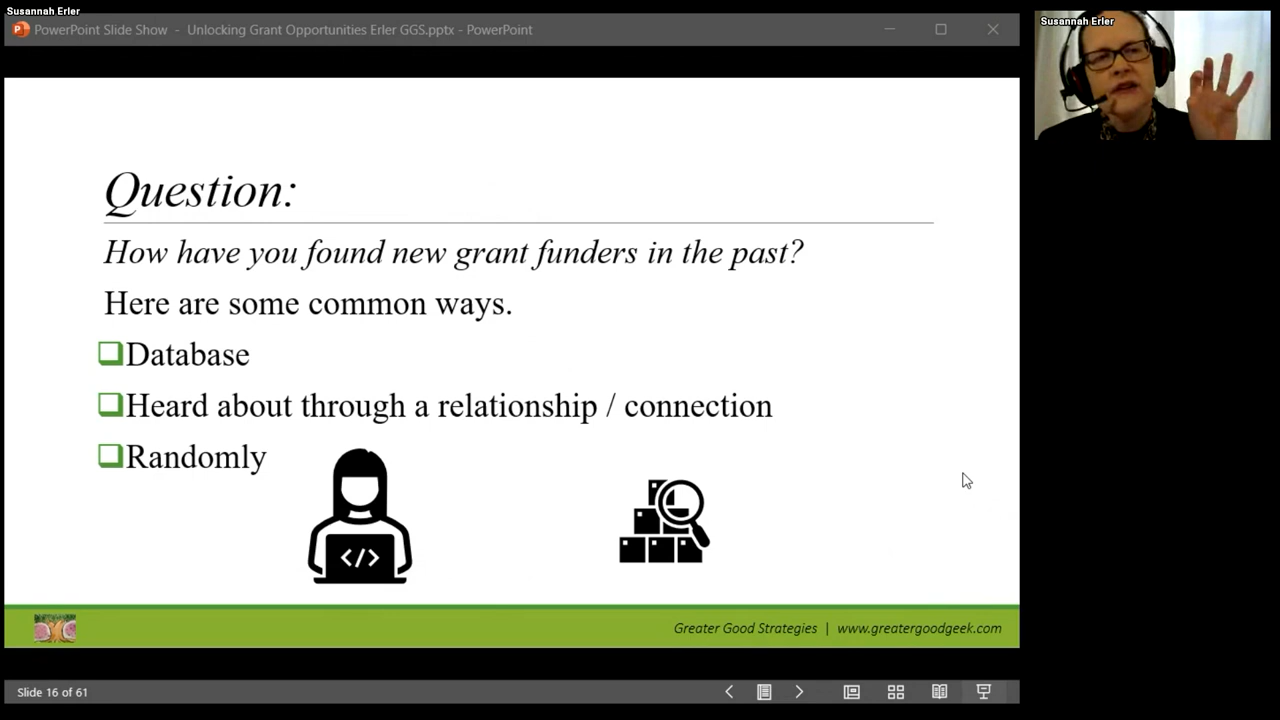 Susannah Erler
PowerPoint Slide Show - Unlocking Grant Opportunities Erler GGS.pptx - PowerPoint
Susannah Erler
Question:
How have you found new grant funders in the past?
Here are some common ways.
Database
Heard about through a relationship / connection
Randomly
</>
Greater Good Strategies | www.greatergoodgeek.com
Slide 16 of 61